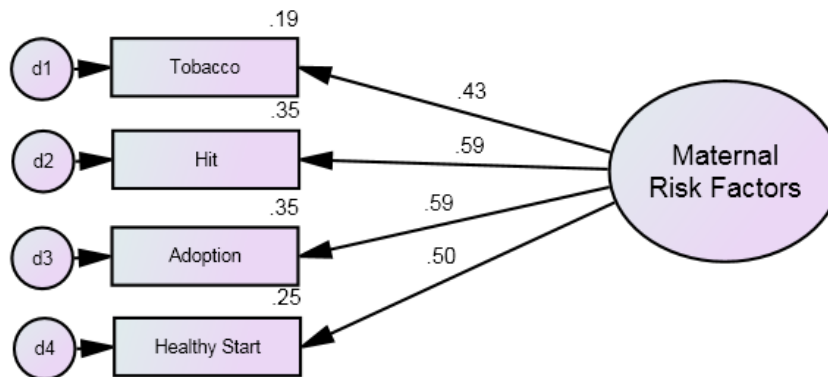 .19
d1
Tobacco
.43
.35
d2
Hit
.59
Maternal
Risk Factors
.35
d3
Adoption
.59
.50
.25
d4
Healthy Start